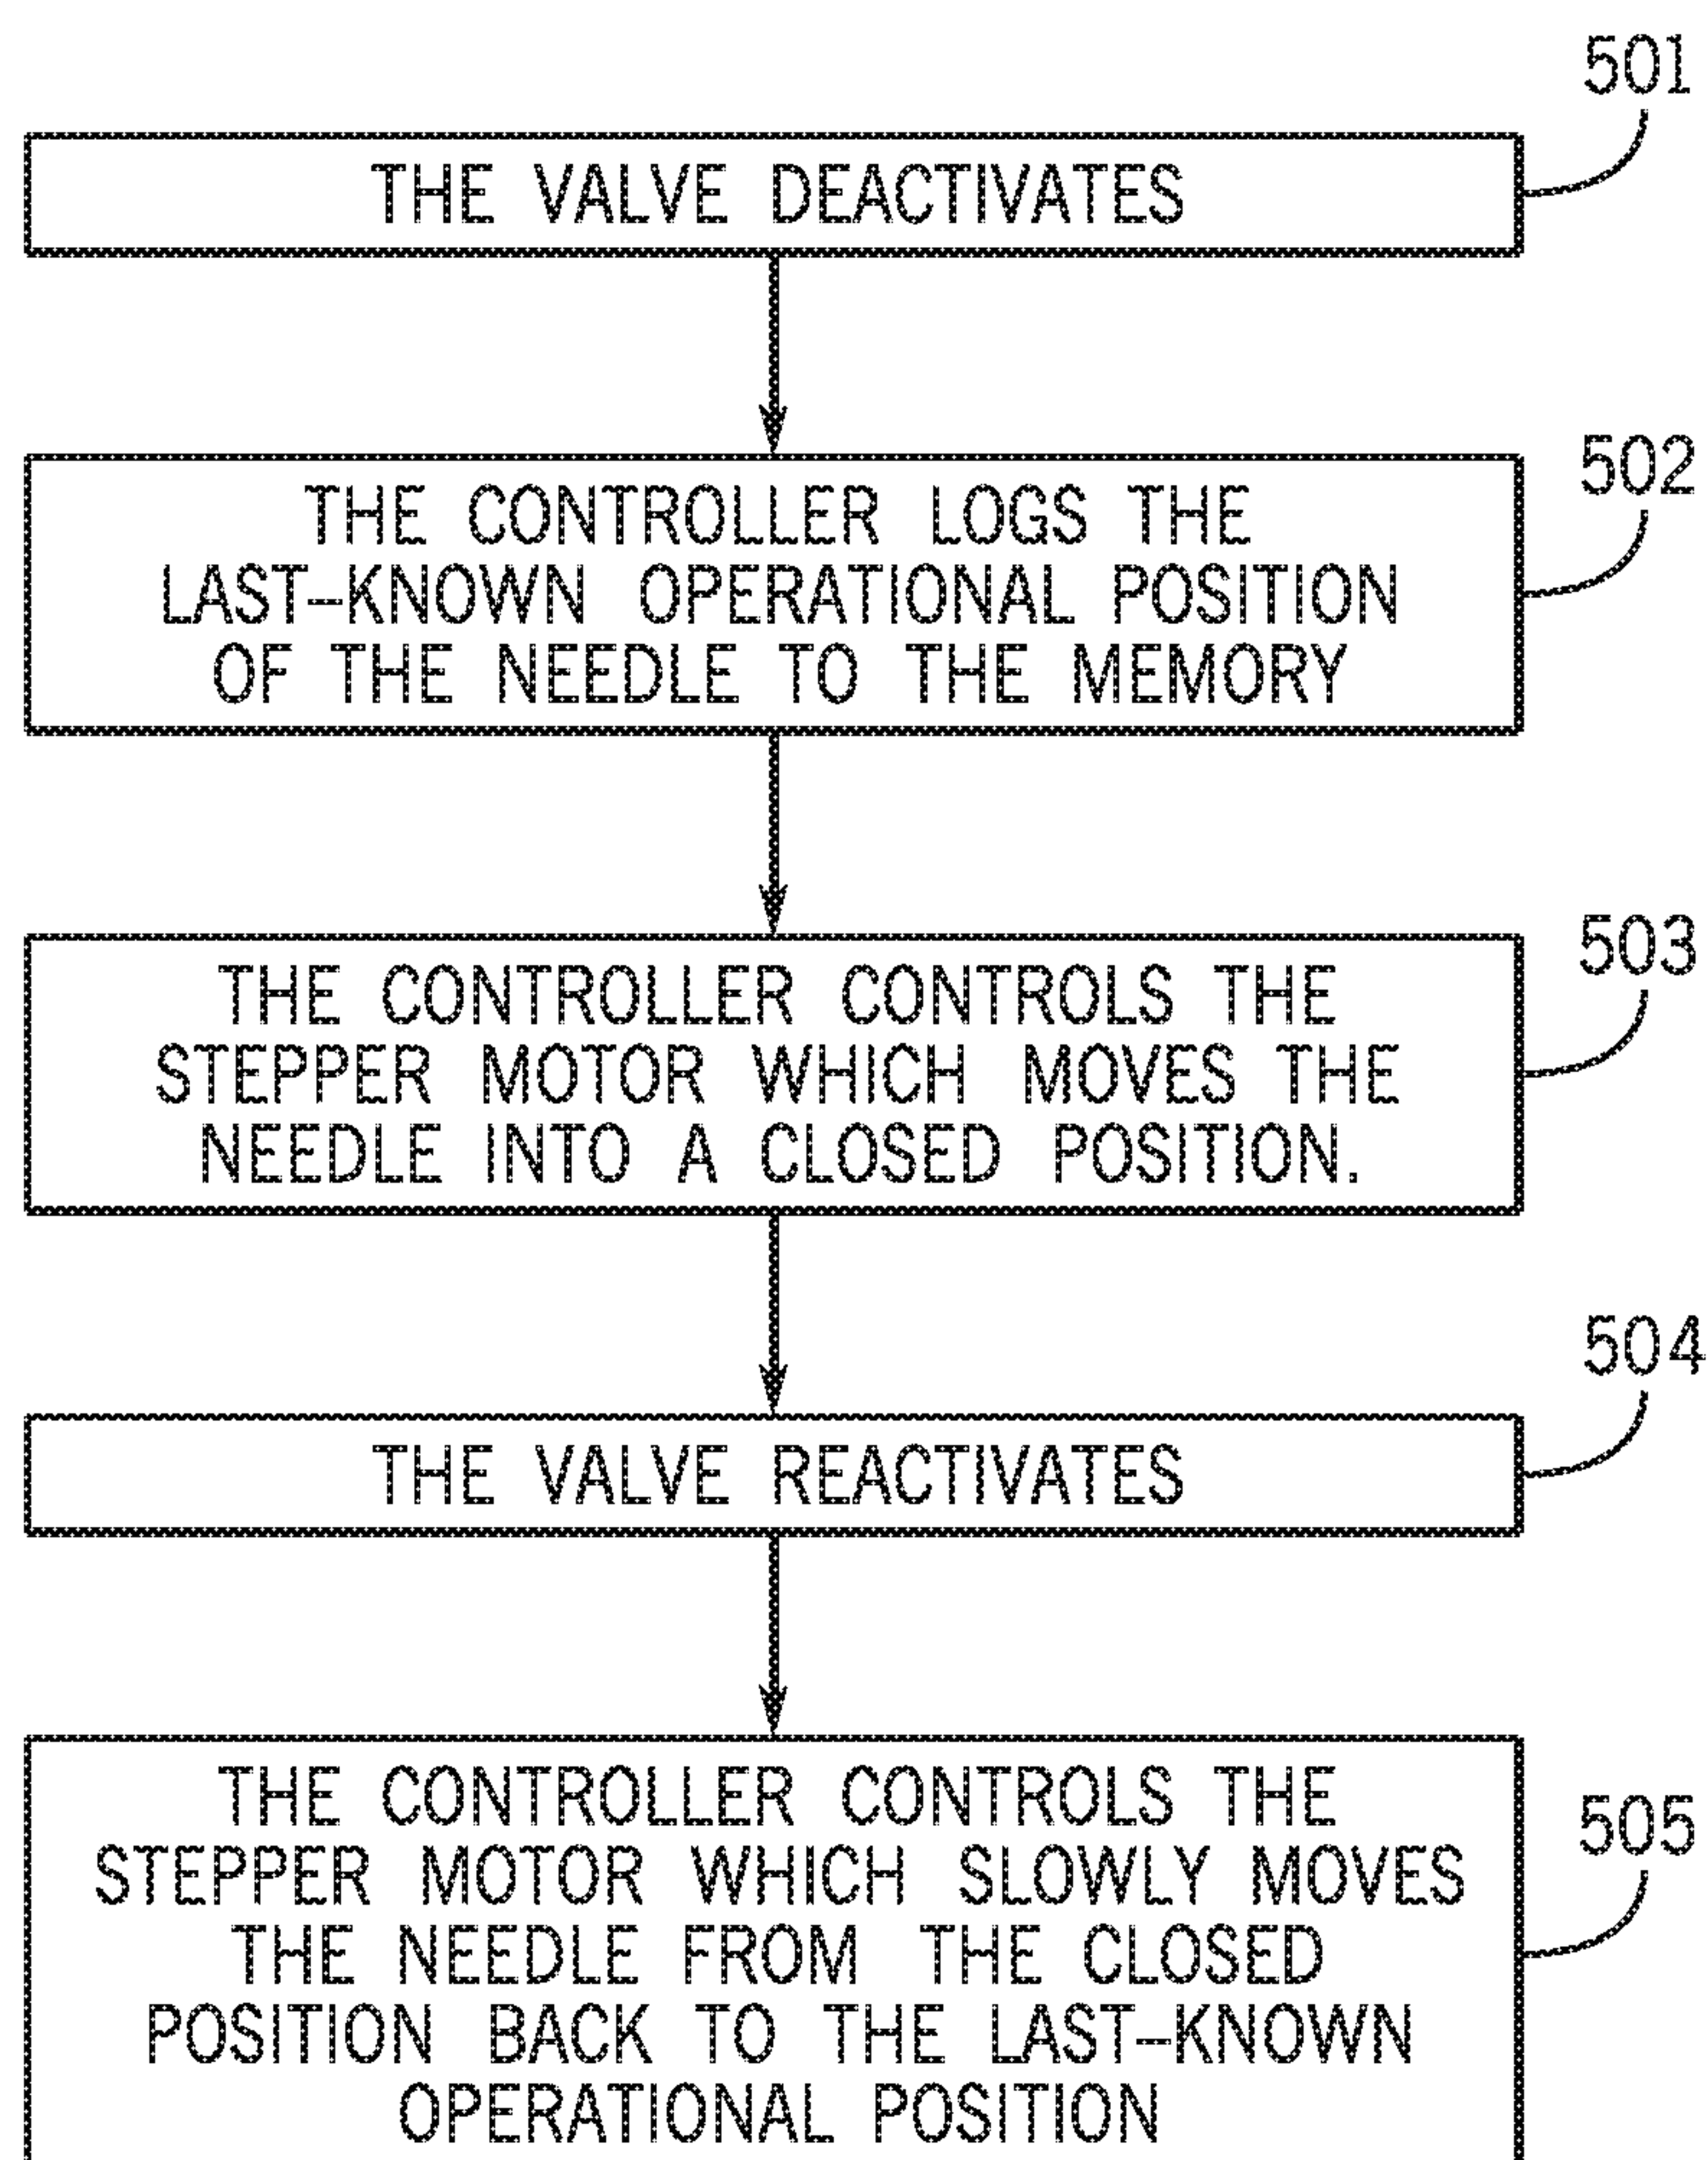 501
THE VALVE DEACTIVATES
502
THE CONTROLLER LOGS THE
LAST-KNOWN OPERATIONAL POSITION
OF THE NEEDLE TO THE MEMORY
503
THE CONTROLLER CONTROLS THE
STEPPER MOTOR WHICH MOVES THE
NEEDLE INTO A CLOSED POSITION.
504
THE VALVE REACTIVATES
505
THE CONTROLLER CONTROLS THE
STEPPER MOTOR WHICH SLOWLY MOVES
THE NEEDLE FROM THE CLOSED
POSITION BACK TO THE LAST-KNOWN
OPERATIONAL POSITION